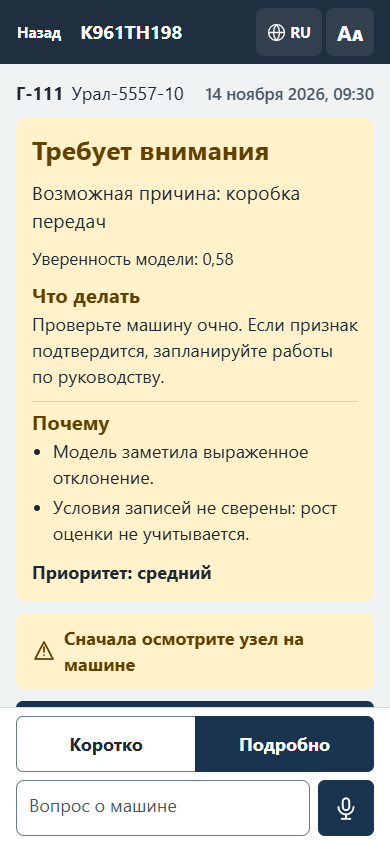 Назад K961TH198 RU Aᴀ
Г-111 Урал-5557-10 14 ноября 2026, 09:30
Требует внимания
Возможная причина: коробка
передач
Уверенность модели: 0,58
Что делать
Проверьте машину очно. Если признак
подтвердится, запланируйте работы
по руководству.
Почему
• Модель заметила выраженное
отклонение.
• Условия записей не сверены: рост
оценки не учитывается.
Приоритет: средний
Сначала осмотрите узел на
машине
Коротко Подробно
Вопрос о машине